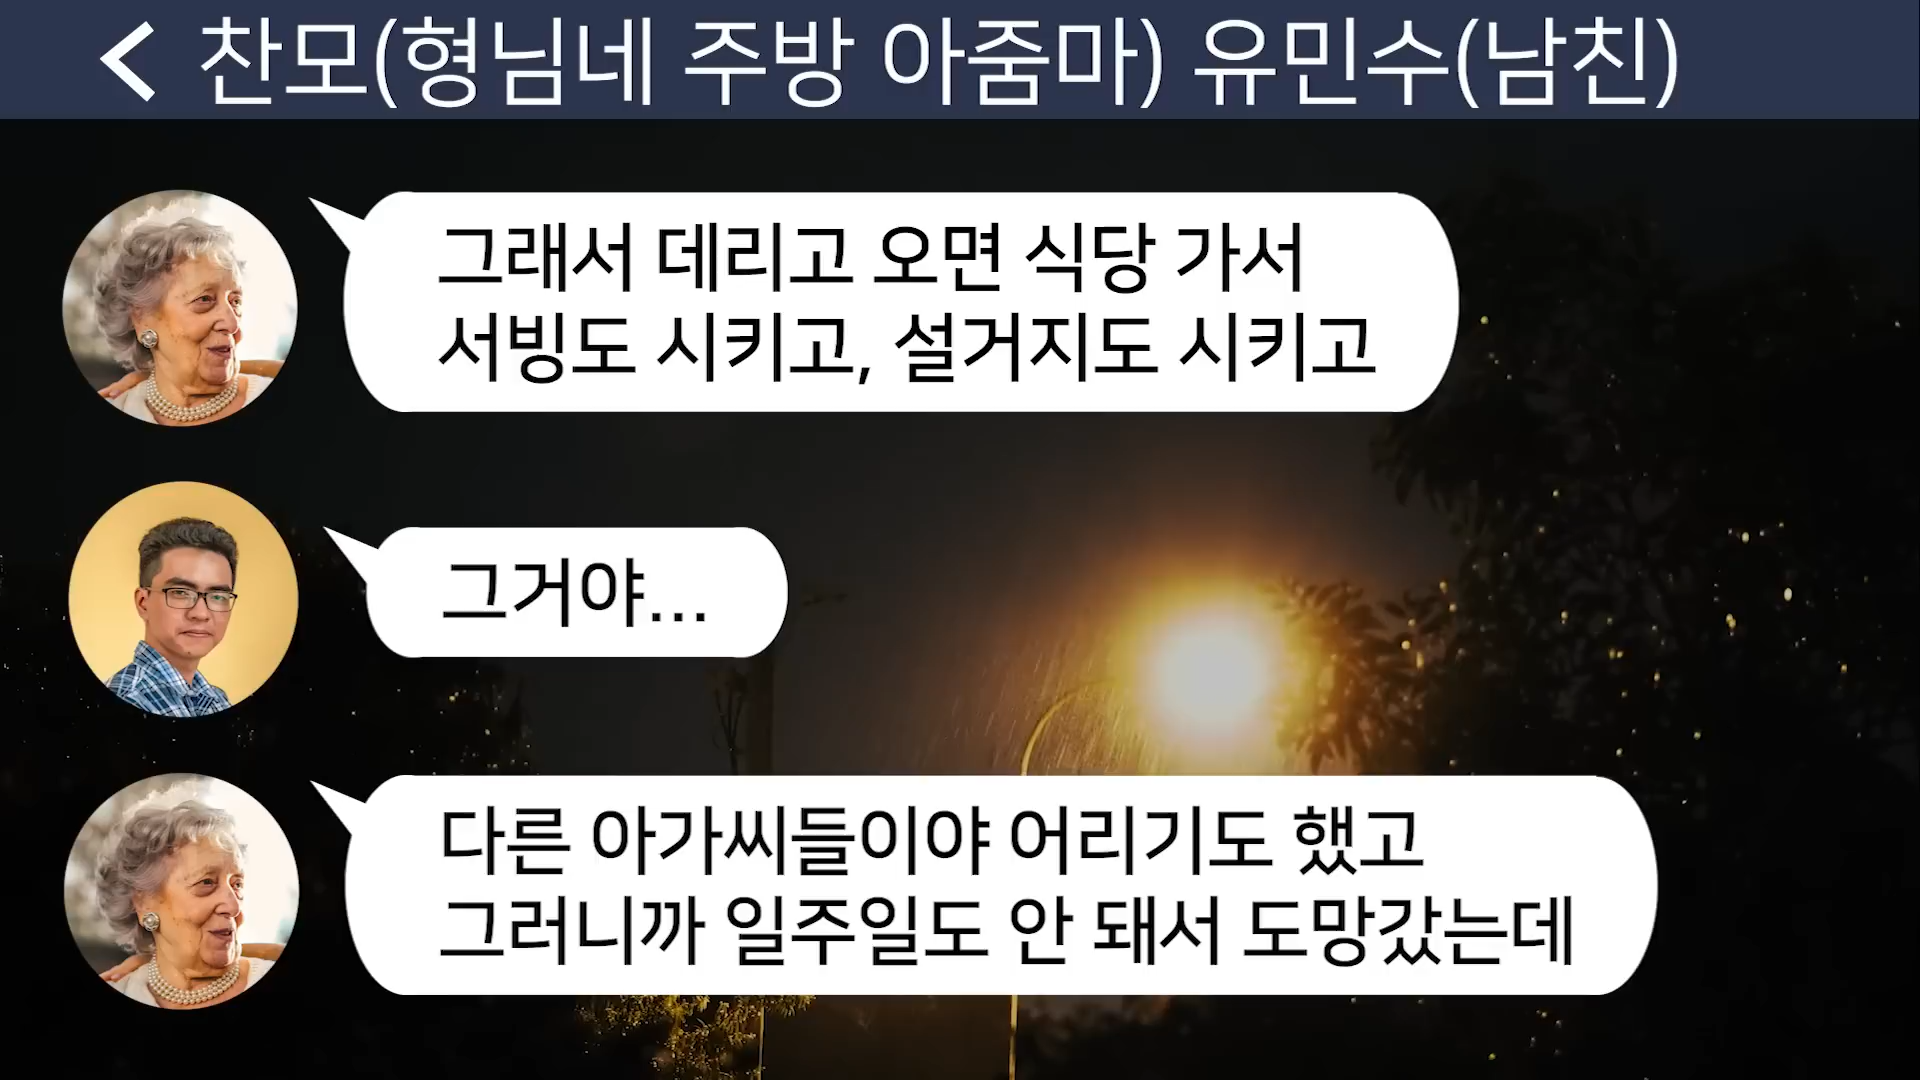 찬모(형님네 주방 아줌마) 유민수(남친)
그래서 데리고 오면 식당 가서
서빙도 시키고, 설거지도 시키고
그거야...
다른 아가씨들이야 어리기도 했고
그러니까 일주일도 안 돼서 도망갔는데